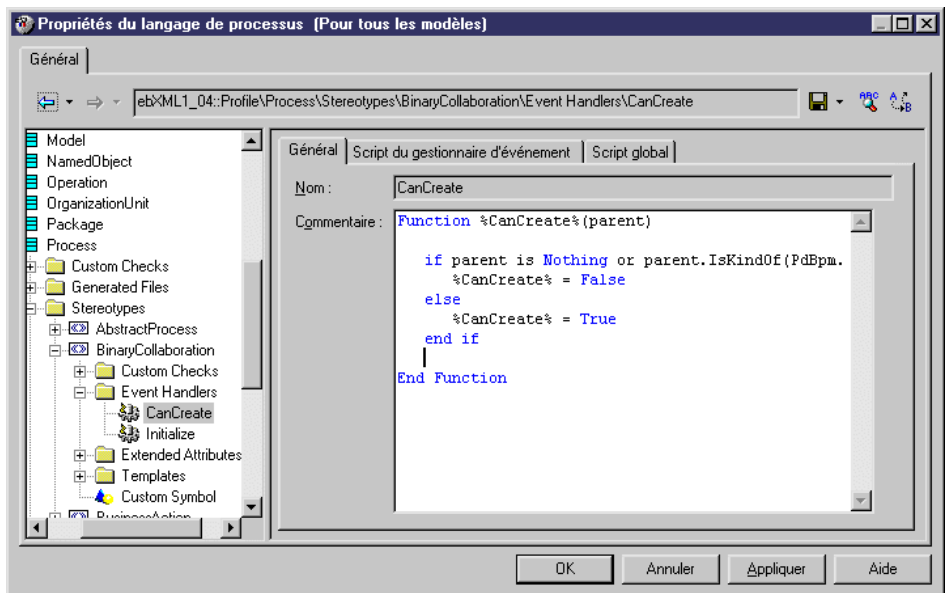 Propriétés du langage de processus (Pour tous les modèles)
Général
ebXML1_04::Profile\Process\Stereotypes\BinaryCollaboration\Event Handlers\CanCreate
ABC
A
B
Model
NamedObject
Operation
OrganizationUnit
Package
Process
Custom Checks
Generated Files
Stereotypes
AbstractProcess
BinaryCollaboration
Custom Checks
Event Handlers
CanCreate
Initialize
Extended Attributes
Templates
Custom Symbol
BusinessAction
Général
Script du gestionnaire d'événement
Script global
Nom :
CanCreate
Commentaire :
Function %CanCreate%(parent)
if parent is Nothing or parent.IsKindOf(PdBpm.
%CanCreate% = False
else
%CanCreate% = True
end if
End Function
OK
Annuler
Appliquer
Aide